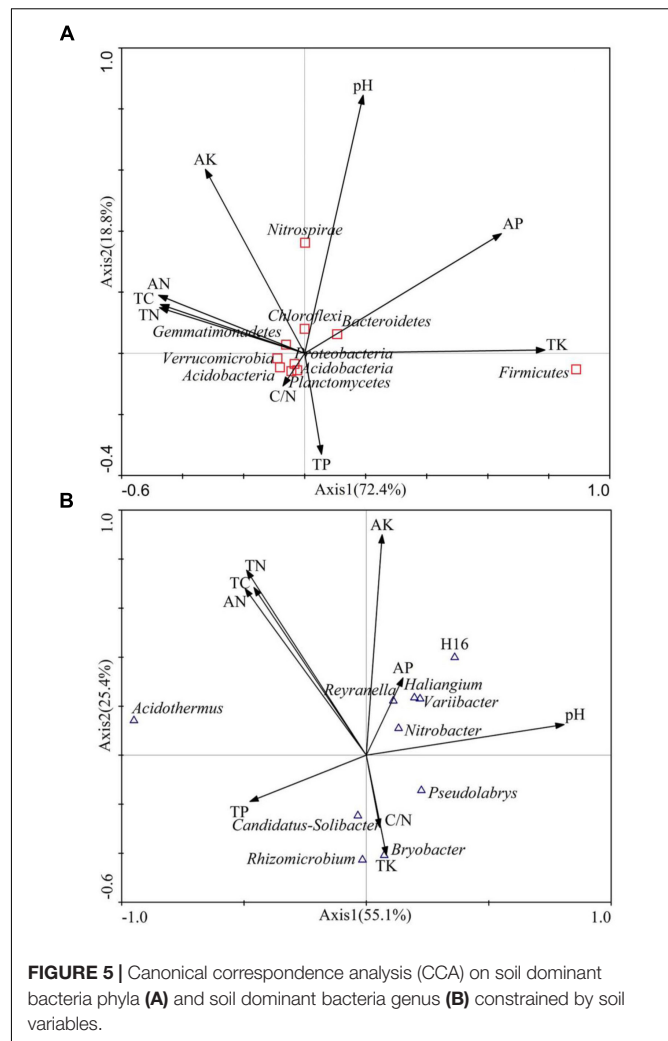 A
1.0
pH
AK
AP
Nitrospirae
Axis2(18.8%)
AN
TC
TN
Chloroflexi
Bacteroidetes
Gemmatimonadetes
TK
Proteobacteria
Verrucomicrobia
Acidobacteria
Acidobacteria
Firmicutes
Planctomycetes
C/N
TP
-0.4
-0.6
Axis1(72.4%)
1.0
B
1.0
AK
TN
TC
AN
H16
AP
Reyranella
Haliangium
Variibacter
Axis2(25.4%)
Acidothermus
Nitrobacter
pH
Pseudolabrys
TP
Candidatus-Solibacter
C/N
Rhizomicrobium
Bryobacter
TK
-0.6
-1.0
Axis1(55.1%)
1.0
FIGURE 5 | Canonical correspondence analysis (CCA) on soil dominant
bacteria phyla (A) and soil dominant bacteria genus (B) constrained by soil
variables.